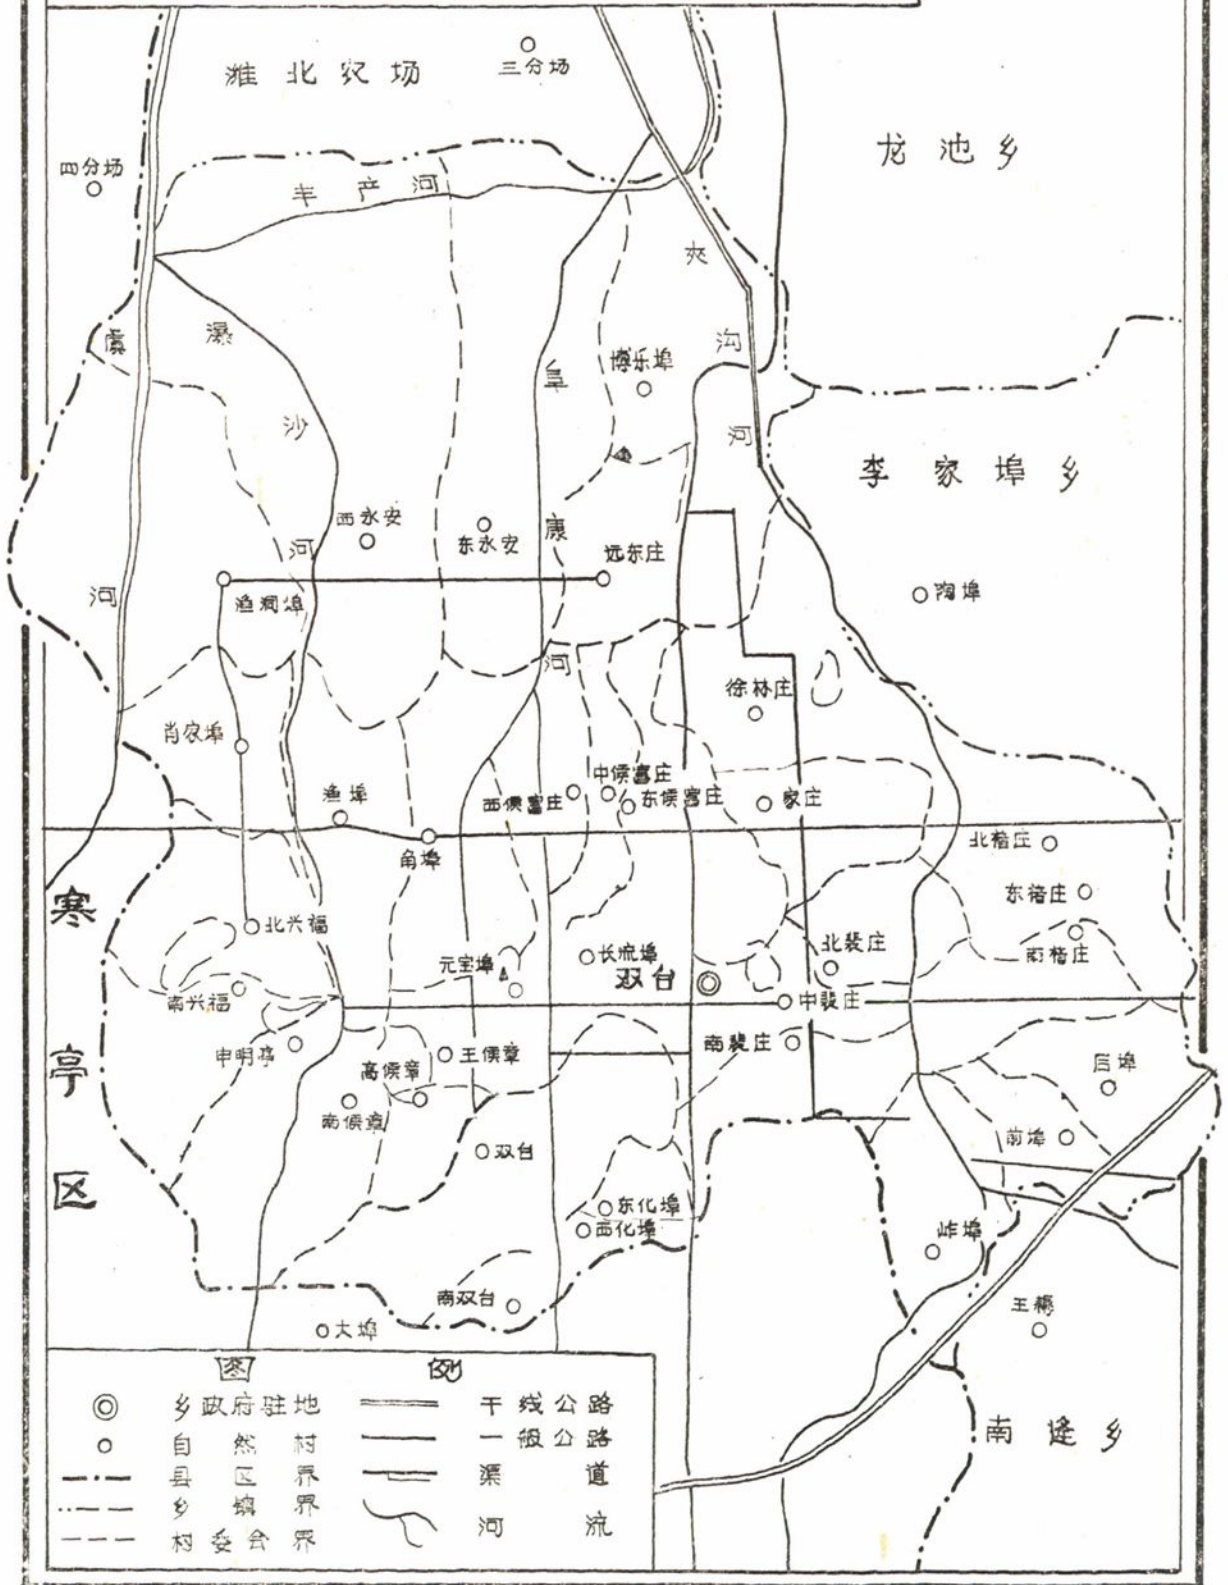 潍北农场
三分场
龙池乡
四分场
丰产河
夹沟河
虞河
瀑沙河
阜康河
博乐埠
李家埠乡
西永安
东永安
远东庄
渔洞埠
陶埠
徐林庄
肖家埠
渔埠
西侯富庄
中侯富庄
东侯富庄
家庄
角埠
北褚庄
东褚庄
南褚庄
寒亭区
北兴福
元宝埠
长流埠
双台
北裴庄
南兴福
中裴庄
申明亭
高侯章
王侯章
南裴庄
后埠
南侯章
前埠
双台
东化埠
西化埠
岞埠
南双台
大埠
王耨
图例
乡政府驻地
干线公路
自然村
一般公路
县区界
渠道
乡镇界
河流
村委会界
南逄乡